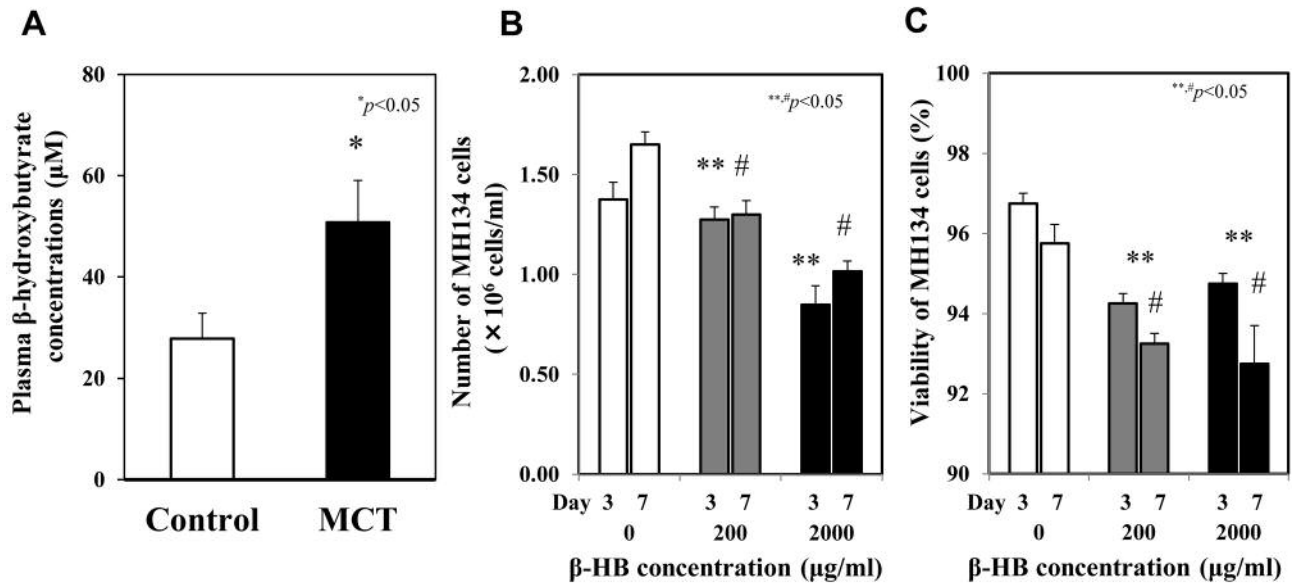 A
Plasma β-hydroxybutyrate
concentrations (μM)
80
60
40
20
0
*p<0.05
*
Control MCT
B
Number of MH134 cells
(×10⁶ cells/ml)
2.00
1.50
1.00
0.50
0.00
**,#p<0.05
** #
** #
Day 3 7 3 7 3 7
0 200 2000
β-HB concentration (μg/ml)
C
Viability of MH134 cells (%)
100
98
96
94
92
90
**,#p<0.05
** #
** #
Day 3 7 3 7 3 7
0 200 2000
β-HB concentration (μg/ml)